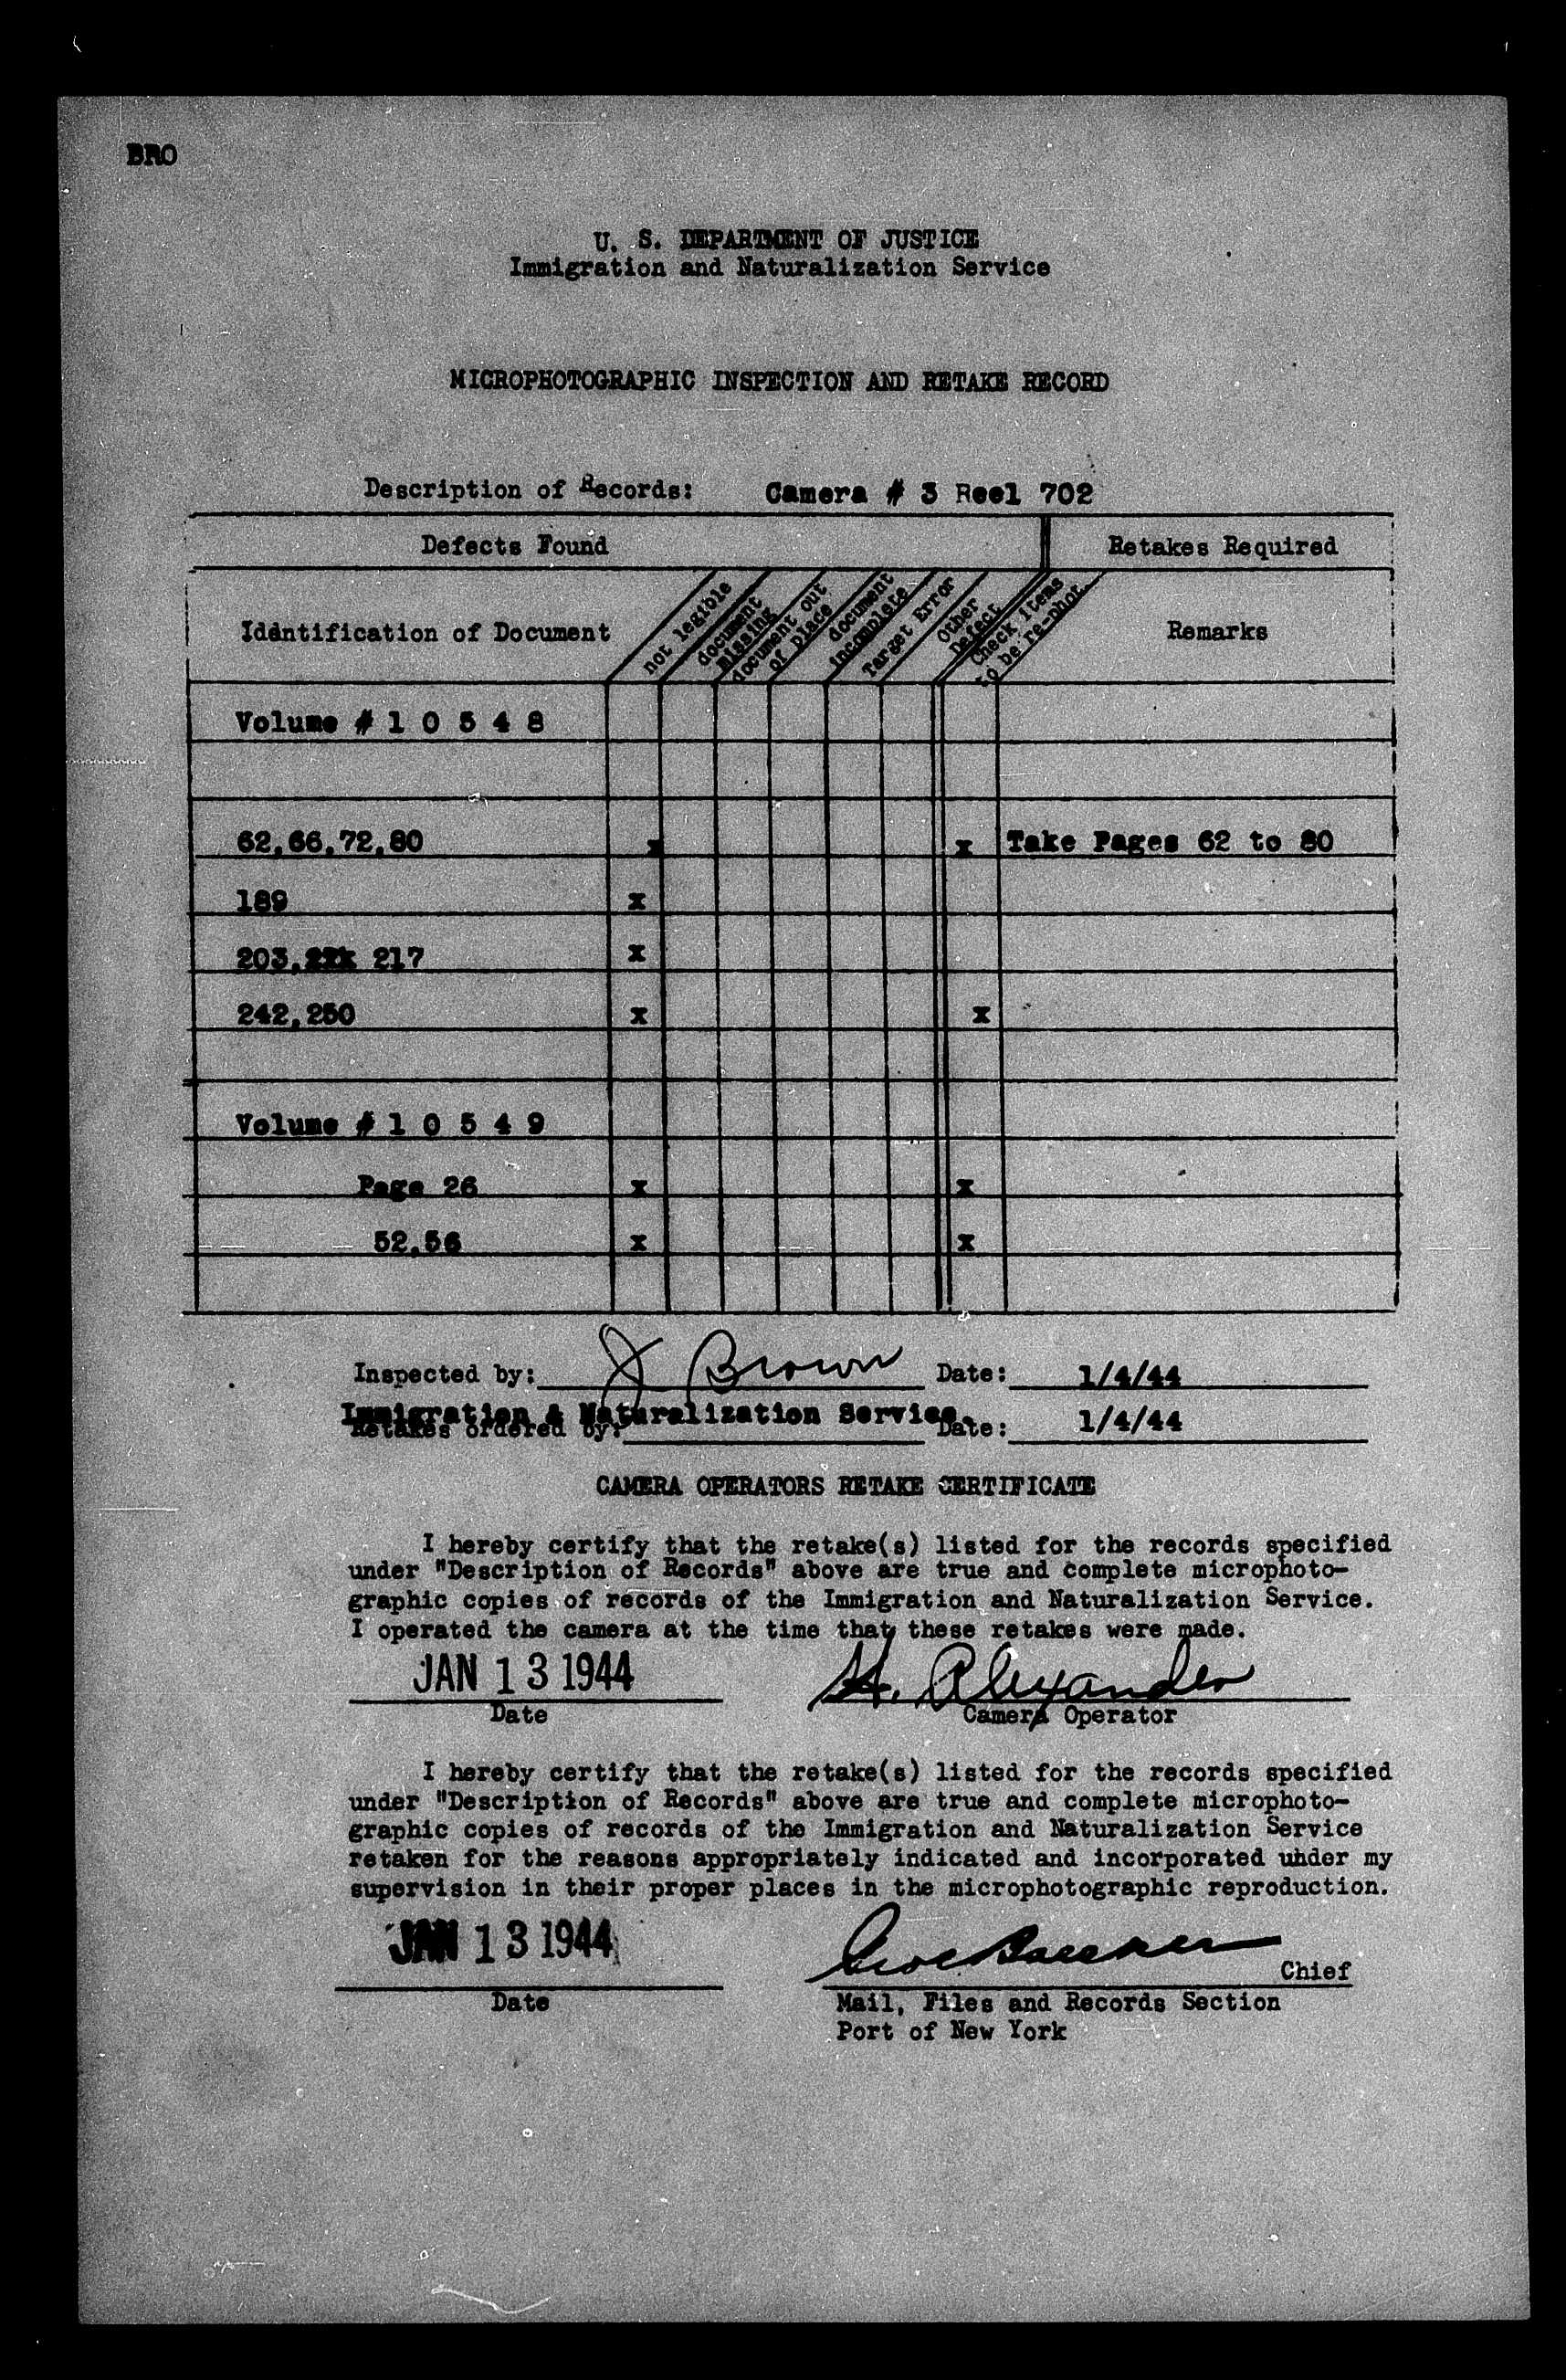 BRO
U. S. DEPARTMENT OF JUSTICE
Immigration and Naturalization Service
MICROPHOTOGRAPHIC INSPECTION AND RETAKE RECORD
Description of Records: Camera # 3 Reel 702
Defects Found Retakes Required
Identification of Document
not legible
document
missing
document out
of place
document
incomplete
Target Error
Other
Defect
Check items
to be re-phot.
Remarks
Volume # 1 0 5 4 8
62,66,72,80 x x Take Pages 62 to 80
189 x
203, 217 x
242,250 x x
Volume # 1 0 5 4 9
Page 26 x x
52,56 x x
Inspected by: J Brown Date: 1/4/44
Immigration & Naturalization Service.
Retakes ordered by: Date: 1/4/44
CAMERA OPERATORS RETAKE CERTIFICATE
I hereby certify that the retake(s) listed for the records specified
under "Description of Records" above are true and complete microphoto-
graphic copies of records of the Immigration and Naturalization Service.
I operated the camera at the time that these retakes were made.
JAN 13 1944 H. Alexander
Date Camera Operator
I hereby certify that the retake(s) listed for the records specified
under "Description of Records" above are true and complete microphoto-
graphic copies of records of the Immigration and Naturalization Service
retaken for the reasons appropriately indicated and incorporated under my
supervision in their proper places in the microphotographic reproduction.
JAN 13 1944
Chief
Date Mail, Files and Records Section
Port of New York